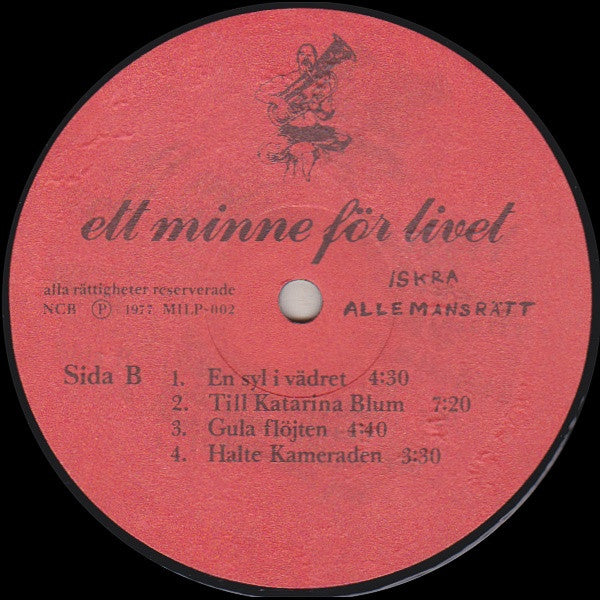 ett minne för livet
alla rättigheter reserverade
NCB Ⓟ 1977 MILP-002
ISKRA
ALLEMANSRÄTT
Sida B
1. En syl i vädret 4:30
2. Till Katarina Blum 7:20
3. Gula flöjten 4:40
4. Halte Kameraden 3:30